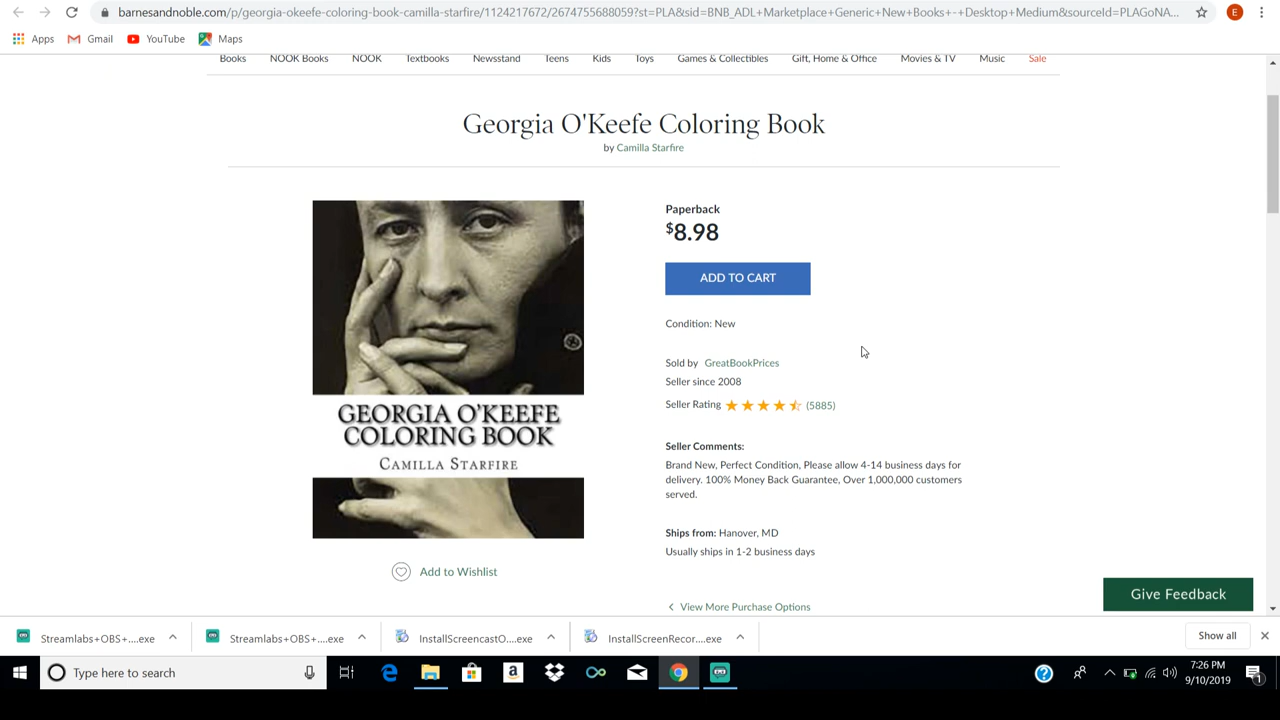 barnesandnoble.com/p/georgia-okeefe-coloring-book-camilla-starfire/1124217672/2674755688059?st=PLA&sid=BNB_ADL+Marketplace+Generic+New+Books+-+Desktop+Medium&sourceId=PLAGoNA...
E
Apps Gmail YouTube Maps
Books NOOK Books NOOK Textbooks Newsstand Teens Kids Toys Games & Collectibles Gift, Home & Office Movies & TV Music Sale
Georgia O'Keefe Coloring Book
by Camilla Starfire
GEORGIA O'KEEFE
COLORING BOOK
CAMILLA STARFIRE
Add to Wishlist
Paperback
$8.98
ADD TO CART
Condition: New
Sold by GreatBookPrices
Seller since 2008
Seller Rating (5885)
Seller Comments:
Brand New, Perfect Condition, Please allow 4-14 business days for
delivery. 100% Money Back Guarantee, Over 1,000,000 customers
served.
Ships from: Hanover, MD
Usually ships in 1-2 business days
View More Purchase Options
Give Feedback
Streamlabs+OBS+....exe Streamlabs+OBS+....exe InstallScreencastO....exe InstallScreenRecor....exe Show all
Type here to search
7:26 PM
9/10/2019
1